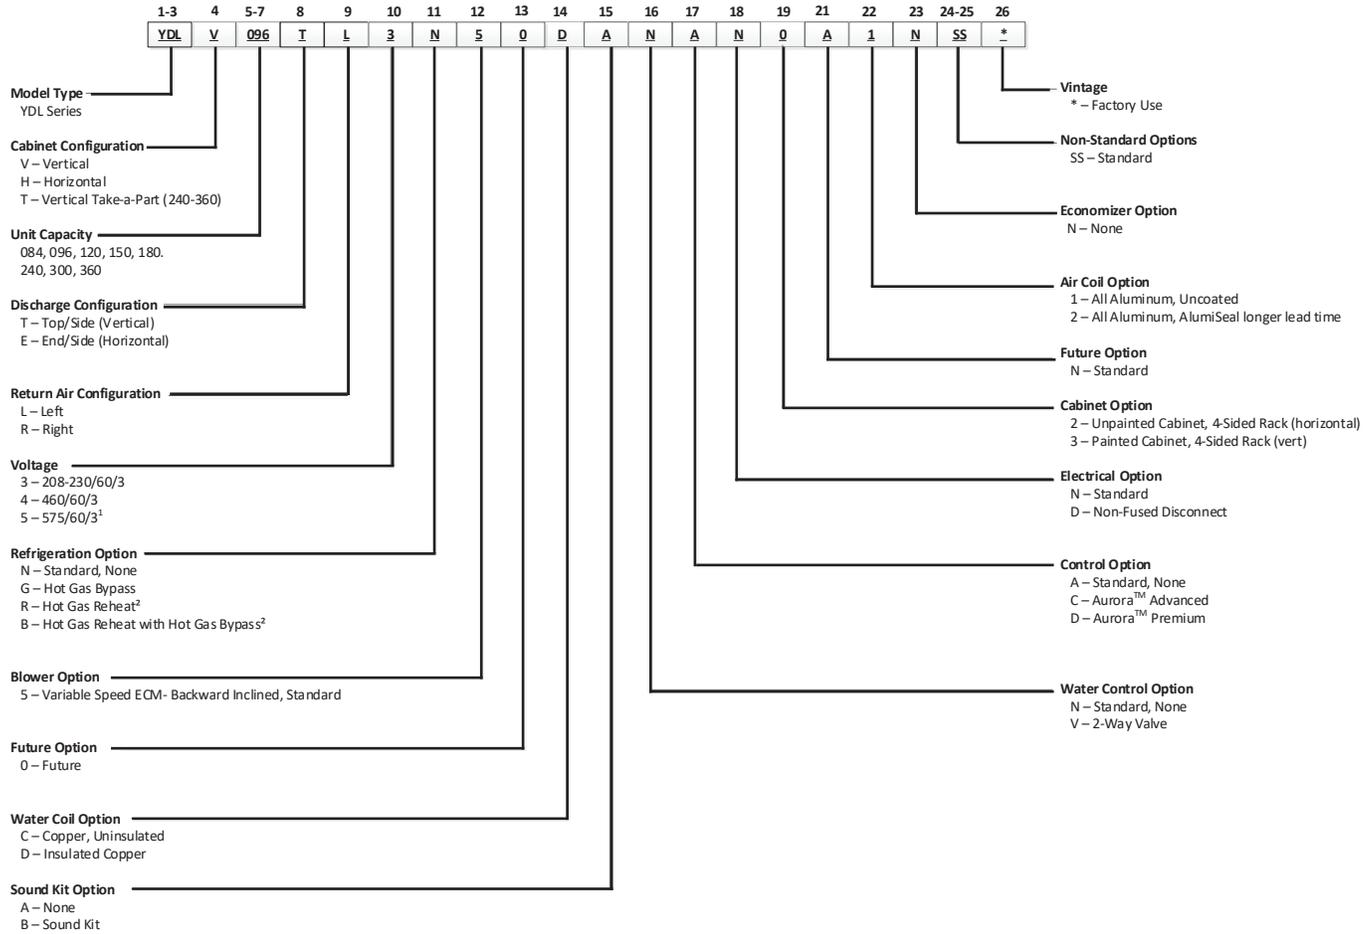 1-3 4 5-7 8 9 10 11 12 13 14 15 16 17 18 19 21 22 23 24-25 26
YDL V 096 T L 3 N 5 0 D A N A N 0 A 1 N SS *
Model Type
YDL Series
Cabinet Configuration
V – Vertical
H – Horizontal
T – Vertical Take-a-Part (240-360)
Unit Capacity
084, 096, 120, 150, 180.
240, 300, 360
Discharge Configuration
T – Top/Side (Vertical)
E – End/Side (Horizontal)
Return Air Configuration
L – Left
R – Right
Voltage
3 – 208-230/60/3
4 – 460/60/3
5 – 575/60/3¹
Refrigeration Option
N – Standard, None
G – Hot Gas Bypass
R – Hot Gas Reheat²
B – Hot Gas Reheat with Hot Gas Bypass²
Blower Option
5 – Variable Speed ECM- Backward Inclined, Standard
Future Option
0 – Future
Water Coil Option
C – Copper, Uninsulated
D – Insulated Copper
Sound Kit Option
A – None
B – Sound Kit
Vintage
* – Factory Use
Non-Standard Options
SS – Standard
Economizer Option
N – None
Air Coil Option
1 – All Aluminum, Uncoated
2 – All Aluminum, AlumiSeal longer lead time
Future Option
N – Standard
Cabinet Option
2 – Unpainted Cabinet, 4-Sided Rack (horizontal)
3 – Painted Cabinet, 4-Sided Rack (vert)
Electrical Option
N – Standard
D – Non-Fused Disconnect
Control Option
A – Standard, None
C – Aurora™ Advanced
D – Aurora™ Premium
Water Control Option
N – Standard, None
V – 2-Way Valve